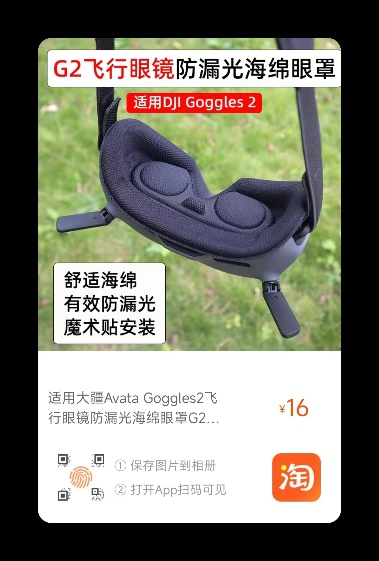 G2飞行眼镜防漏光海绵眼罩
适用DJI Goggles 2
舒适海绵
有效防漏光
魔术贴安装
适用大疆Avata Goggles2飞
行眼镜防漏光海绵眼罩G2...
¥16
① 保存图片到相册
② 打开App扫码可见
淘